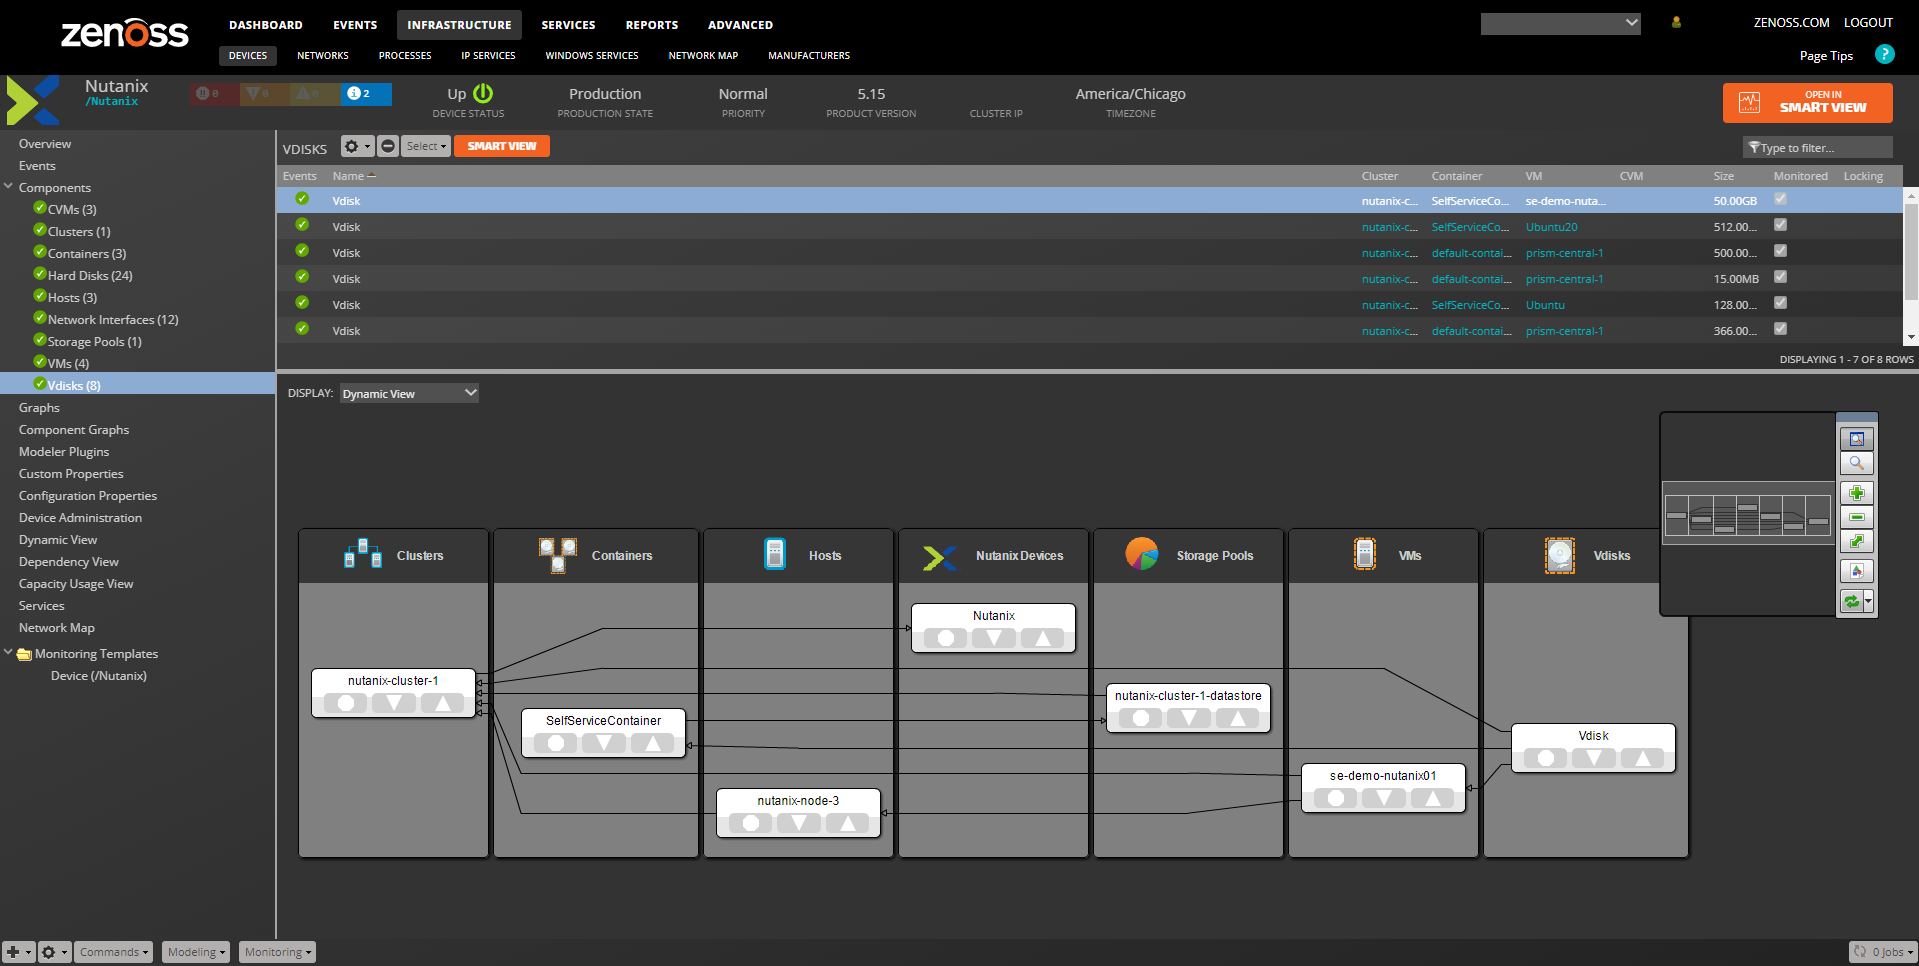 zenoss
DASHBOARD EVENTS INFRASTRUCTURE SERVICES REPORTS ADVANCED
ZENOSS.COM LOGOUT
DEVICES NETWORKS PROCESSES IP SERVICES WINDOWS SERVICES NETWORK MAP MANUFACTURERS
Page Tips ?
Nutanix
/Nutanix
0 0 0 2
Up Production Normal 5.15 America/Chicago
DEVICE STATUS PRODUCTION STATE PRIORITY PRODUCT VERSION CLUSTER IP TIMEZONE
OPEN IN
SMART VIEW
Overview
Events
Components
CVMs (3)
Clusters (1)
Containers (3)
Hard Disks (24)
Hosts (3)
Network Interfaces (12)
Storage Pools (1)
VMs (4)
Vdisks (8)
Graphs
Component Graphs
Modeler Plugins
Custom Properties
Configuration Properties
Device Administration
Dynamic View
Dependency View
Capacity Usage View
Services
Network Map
Monitoring Templates
Device (/Nutanix)
VDISKS Select SMART VIEW Type to filter...
Events Name Cluster Container VM CVM Size Monitored Locking
Vdisk nutanix-c... SelfServiceCo... se-demo-nuta... 50.00GB
Vdisk nutanix-c... SelfServiceCo... Ubuntu20 512.00...
Vdisk nutanix-c... default-contai... prism-central-1 500.00...
Vdisk nutanix-c... default-contai... prism-central-1 15.00MB
Vdisk nutanix-c... SelfServiceCo... Ubuntu 128.00...
Vdisk nutanix-c... default-contai... prism-central-1 366.00...
DISPLAYING 1 - 7 OF 8 ROWS
DISPLAY: Dynamic View
Clusters Containers Hosts Nutanix Devices Storage Pools VMs Vdisks
Nutanix
nutanix-cluster-1
nutanix-cluster-1-datastore
SelfServiceContainer
Vdisk
se-demo-nutanix01
nutanix-node-3
Commands Modeling Monitoring 0 Jobs